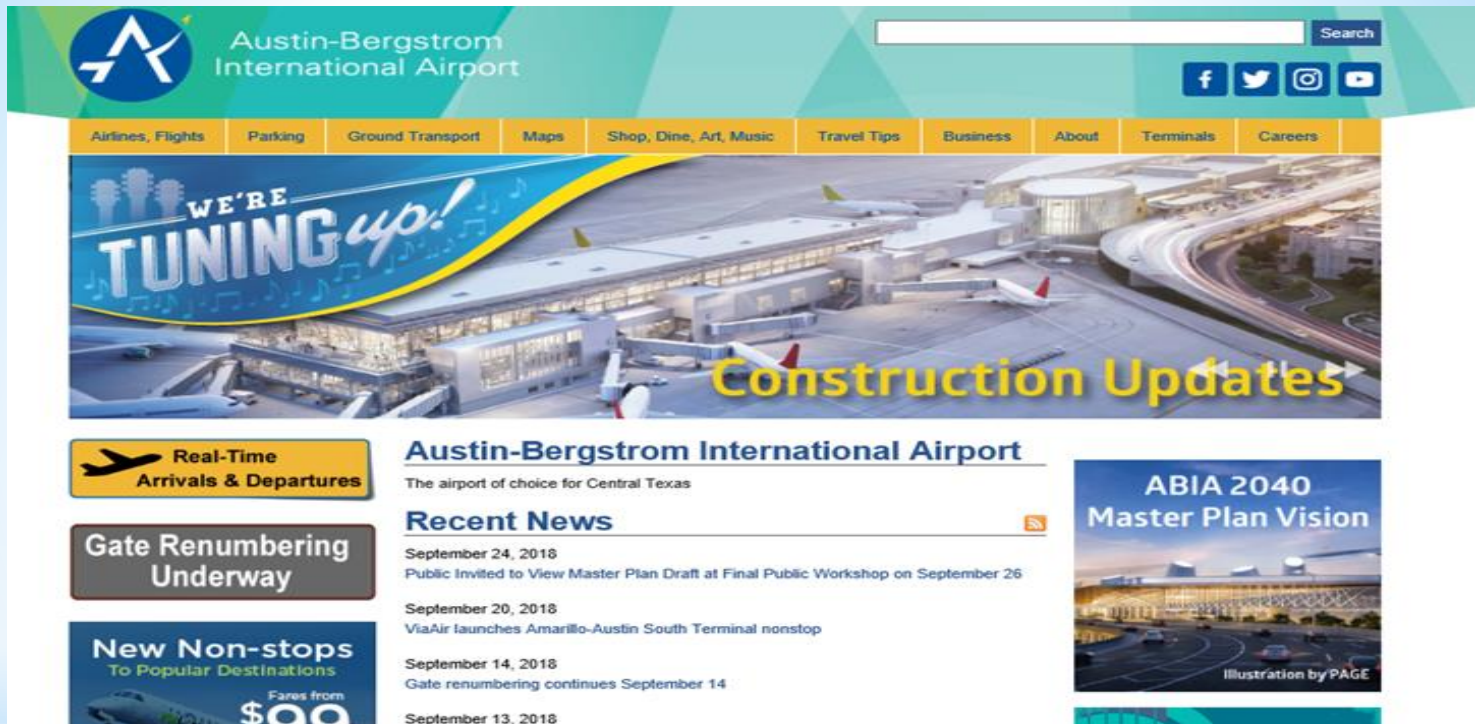 Austin-Bergstrom
International Airport
Search
Airlines, Flights Parking Ground Transport Maps Shop, Dine, Art, Music Travel Tips Business About Terminals Careers
WE'RE
TUNING up!
Construction Updates
Real-Time
Arrivals & Departures
Gate Renumbering
Underway
New Non-stops
To Popular Destinations
Fares from
$99
Austin-Bergstrom International Airport
The airport of choice for Central Texas
Recent News
September 24, 2018
Public Invited to View Master Plan Draft at Final Public Workshop on September 26
September 20, 2018
ViaAir launches Amarillo-Austin South Terminal nonstop
September 14, 2018
Gate renumbering continues September 14
September 13, 2018
ABIA 2040
Master Plan Vision
Illustration by PAGE